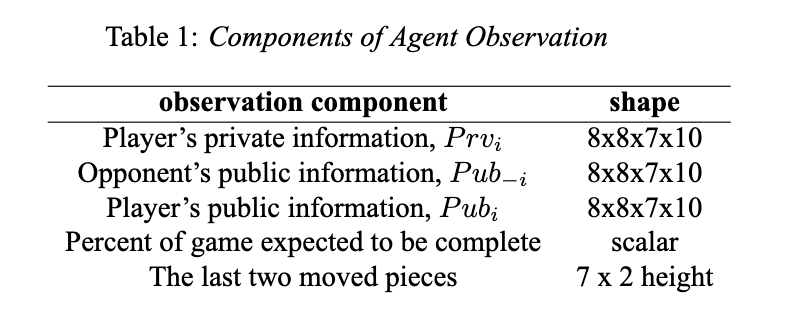 Table 1: Components of Agent Observation
observation component shape
Player's private information, Prv_i 8x8x7x10
Opponent's public information, Pub_{-i} 8x8x7x10
Player's public information, Pub_i 8x8x7x10
Percent of game expected to be complete scalar
The last two moved pieces 7 x 2 height